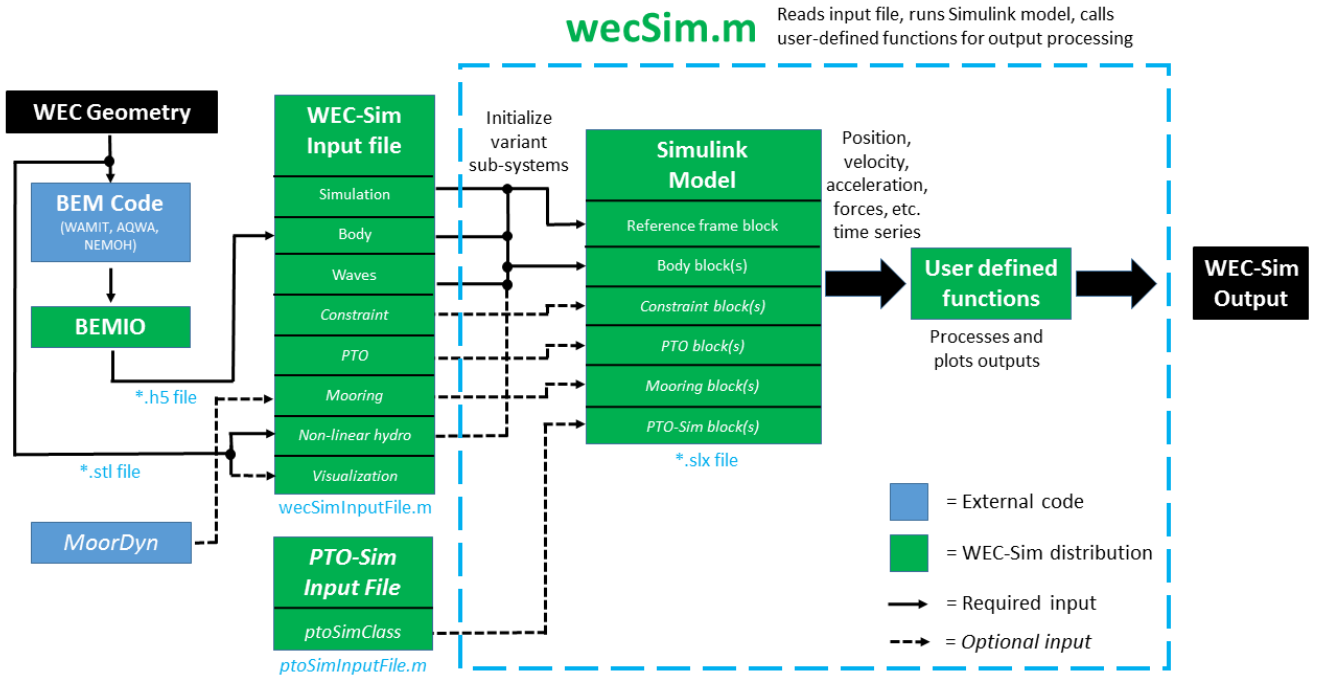 wecSim.m
Reads input file, runs Simulink model, calls
user-defined functions for output processing
WEC Geometry
BEM Code
(WAMIT, AQWA,
NEMOH)
BEMIO
*.h5 file
*.stl file
MoorDyn
WEC-Sim
Input file
Simulation
Body
Waves
Constraint
PTO
Mooring
Non-linear hydro
Visualization
wecSimInputFile.m
PTO-Sim
Input File
ptoSimClass
ptoSimInputFile.m
Initialize
variant
sub-systems
Simulink
Model
Reference frame block
Body block(s)
Constraint block(s)
PTO block(s)
Mooring block(s)
PTO-Sim block(s)
*.slx file
Position,
velocity,
acceleration,
forces, etc.
time series
User defined
functions
Processes and
plots outputs
WEC-Sim
Output
= External code
= WEC-Sim distribution
= Required input
= Optional input